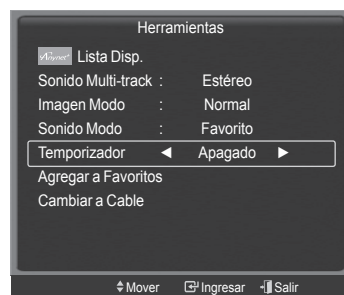 Herramientas
Anynet+ Lista Disp.
Sonido Multi-track : Estéreo
Imagen Modo : Normal
Sonido Modo : Favorito
Temporizador ◄ Apagado ►
Agregar a Favoritos
Cambiar a Cable
Mover Ingresar Salir